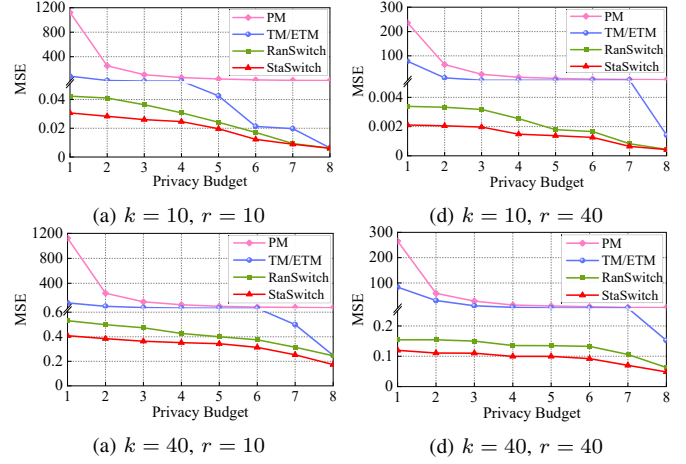 1200
400
0.04
0.02
0
MSE
PM
TM/ETM
RanSwitch
StaSwitch
1 2 3 4 5 6 7 8
Privacy Budget
(a) k = 10, r = 10
300
200
100
0.004
0.002
0
MSE
PM
TM/ETM
RanSwitch
StaSwitch
1 2 3 4 5 6 7 8
Privacy Budget
(d) k = 10, r = 40
1200
400
0.6
0.4
0.2
0
MSE
PM
TM/ETM
RanSwitch
StaSwitch
1 2 3 4 5 6 7 8
Privacy Budget
(a) k = 40, r = 10
300
200
100
0.2
0.1
0
MSE
PM
TM/ETM
RanSwitch
StaSwitch
1 2 3 4 5 6 7 8
Privacy Budget
(d) k = 40, r = 40